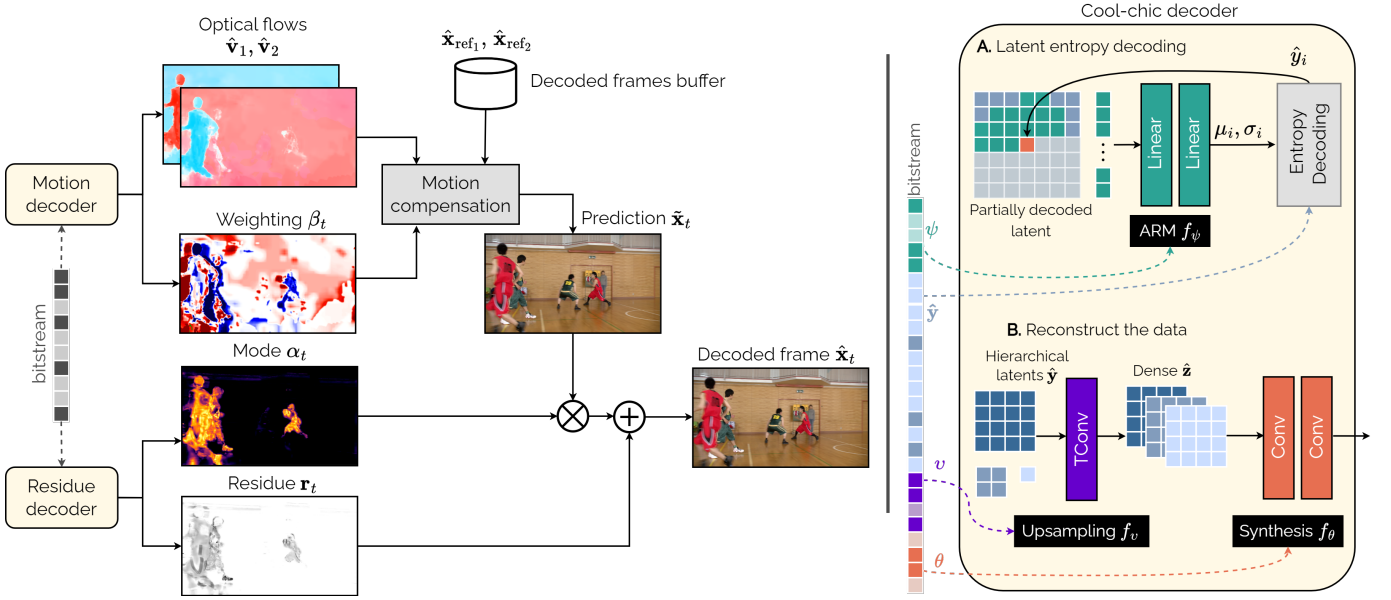 Optical flows
v̂₁, v̂₂
x̂ref₁, x̂ref₂
Decoded frames buffer
Motion
decoder
Motion
compensation
Weighting βt
Prediction x̃t
bitstream
Mode αt
Decoded frame x̂t
Residue
decoder
Residue rt
Cool-chic decoder
A. Latent entropy decoding
ŷi
bitstream
Linear
Linear
μi, σi
Entropy
Decoding
Partially decoded
latent
ARM fψ
ψ
ŷ
B. Reconstruct the data
Hierarchical
latents ŷ
Dense ẑ
TConv
Conv
Conv
υ
Upsampling fυ
Synthesis fθ
θ